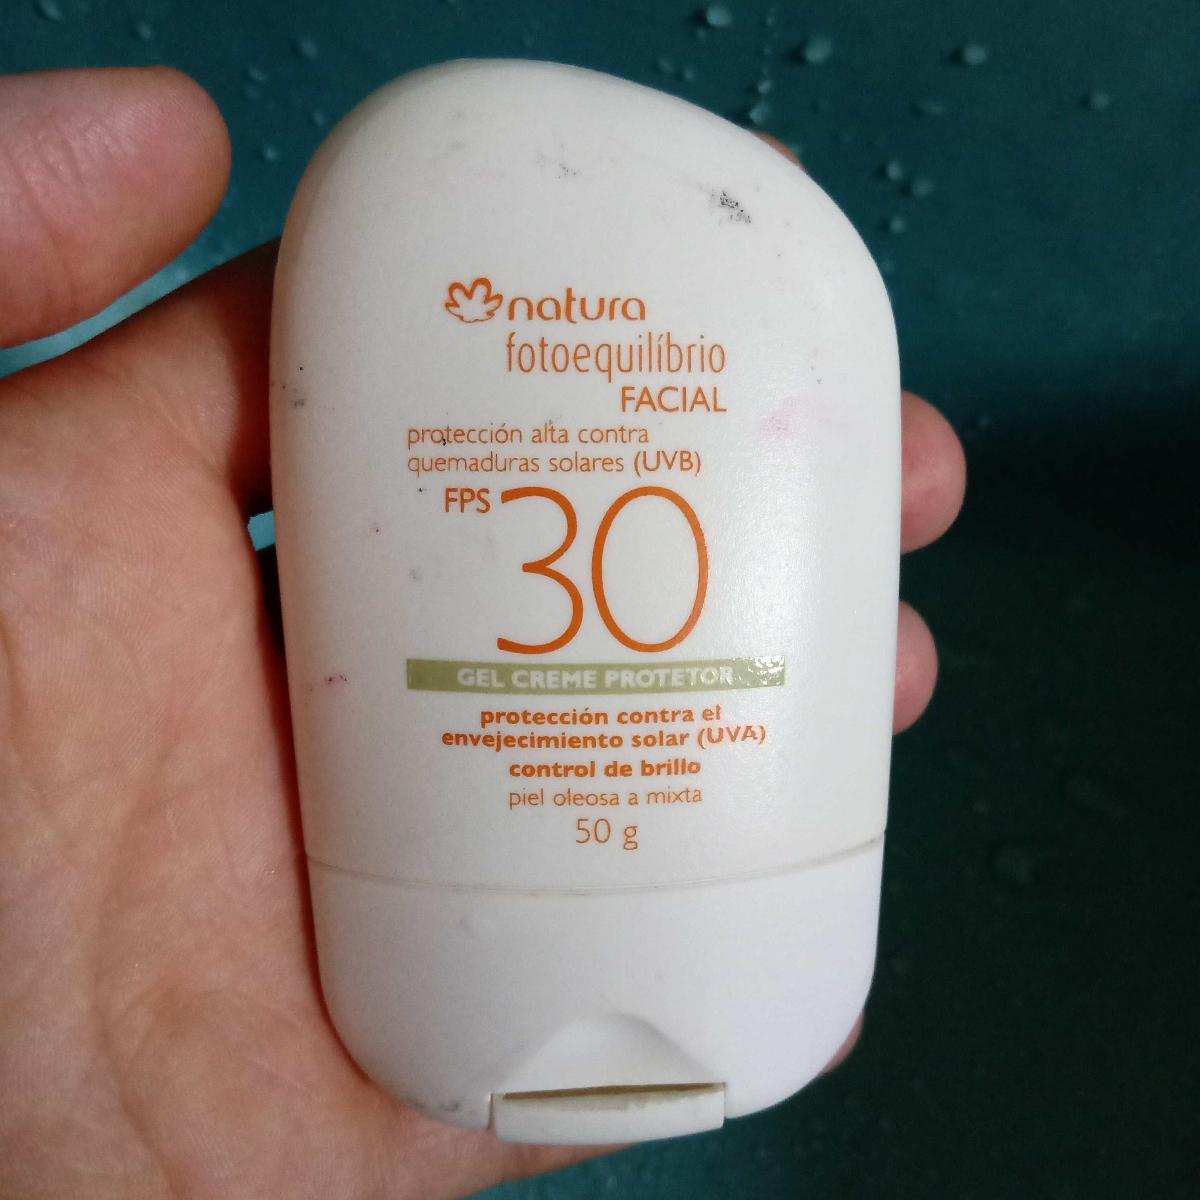 natura
fotoequilíbrio
FACIAL
protección alta contra
quemaduras solares (UVB)
FPS 30
GEL CREME PROTETOR
protección contra el
envejecimiento solar (UVA)
control de brillo
piel oleosa a mixta
50 g